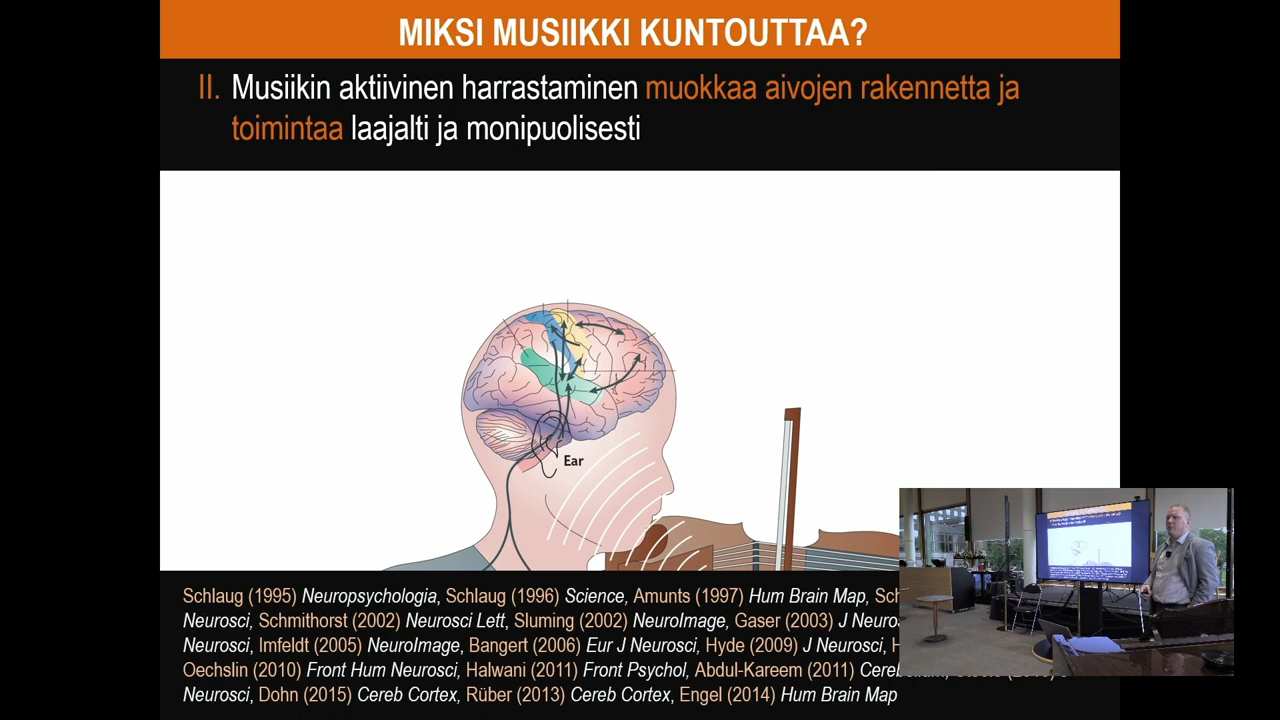 MIKSI MUSIIKKI KUNTOUTTAA?
II. Musiikin aktiivinen harrastaminen muokkaa aivojen rakennetta ja
toimintaa laajalti ja monipuolisesti
Ear
Schlaug (1995) Neuropsychologia, Schlaug (1996) Science, Amunts (1997) Hum Brain Map,
Neurosci, Schmithorst (2002) Neurosci Lett, Sluming (2002) NeuroImage, Gaser (2003) J
Neurosci, Imfeldt (2005) NeuroImage, Bangert (2006) Eur J Neurosci, Hyde (2009) J Neurosci,
Oechslin (2010) Front Hum Neurosci, Halwani (2011) Front Psychol, Abdul-Kareem (2011)
Neurosci, Dohn (2015) Cereb Cortex, Rüber (2013) Cereb Cortex, Engel (2014) Hum Brain Map